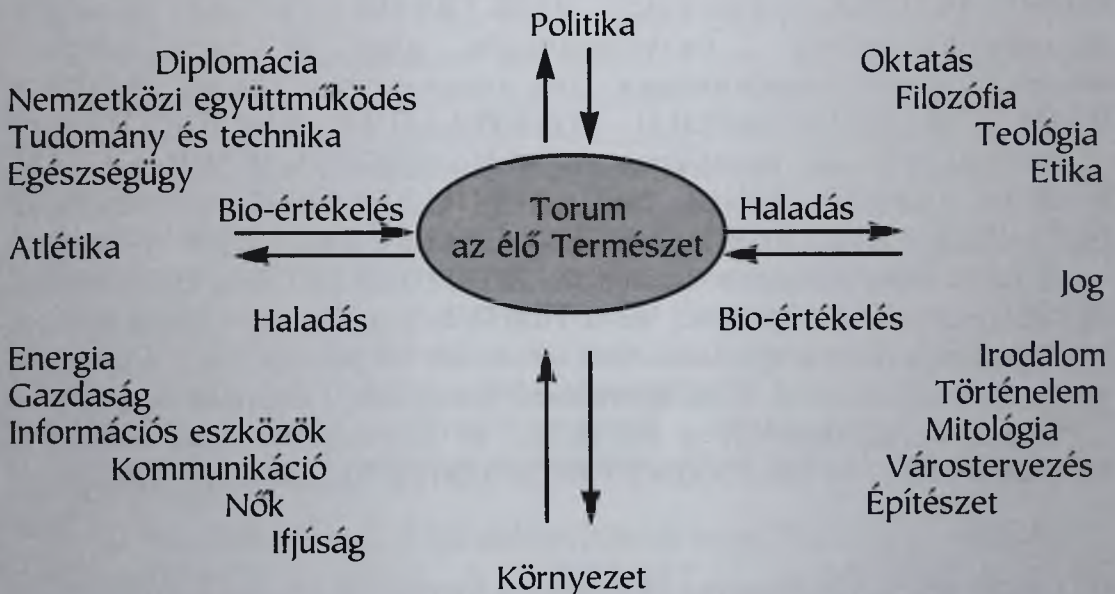 Politika
Diplomácia
Nemzetközi együttműködés
Tudomány és technika
Egészségügy
Oktatás
Filozófia
Teológia
Etika
Bio-értékelés
Torum
az élő Természet
Haladás
Atlétika
Jog
Haladás
Bio-értékelés
Energia
Gazdaság
Információs eszközök
Kommunikáció
Nők
Ifjúság
Irodalom
Történelem
Mitológia
Várostervezés
Építészet
Környezet